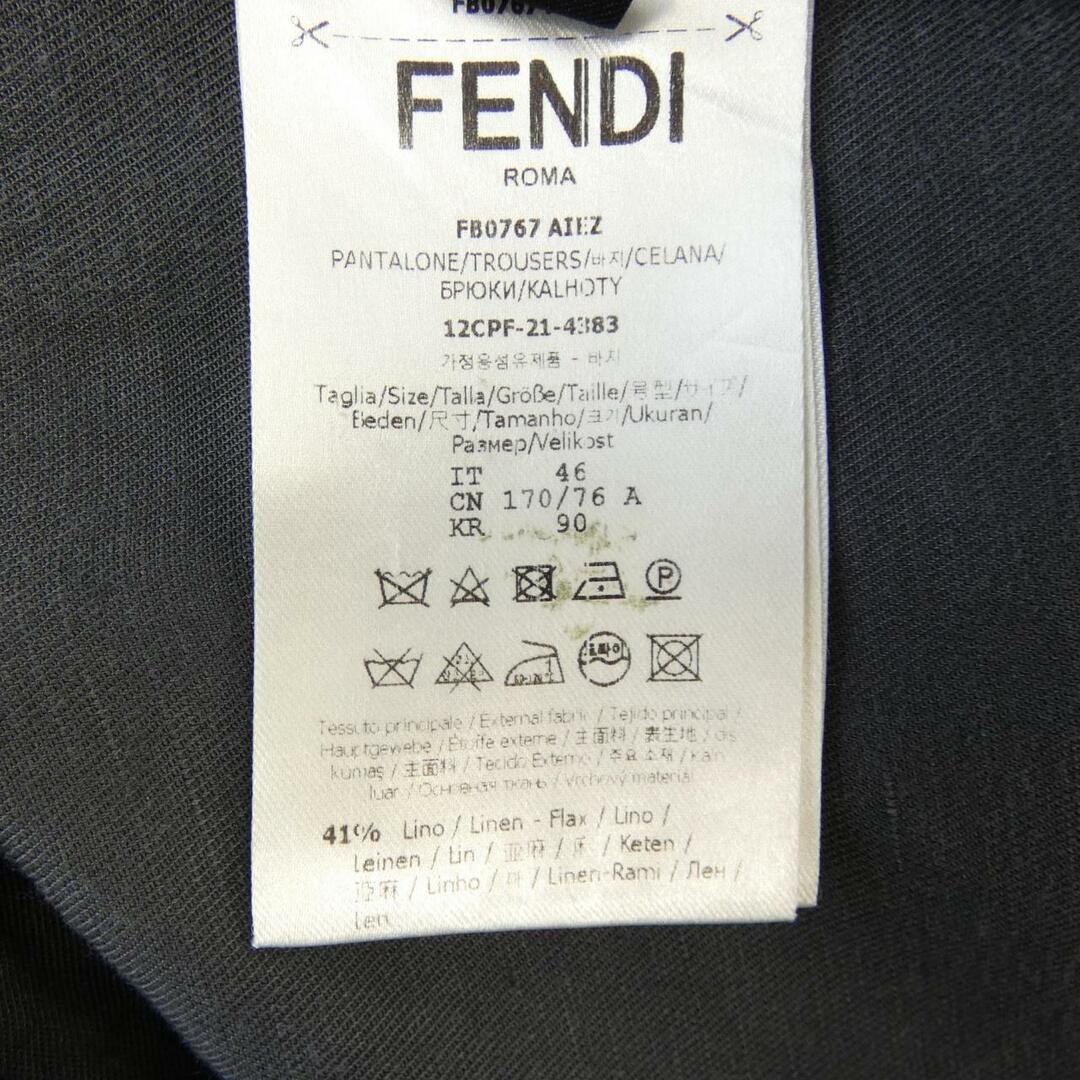 FB0767
FENDI
ROMA
FB0767 AIEZ
PANTALONE/TROUSERS/바지/CELANA/
БРЮКИ/KALHOTY
12CPF-21-4383
가정용섬유제품 - 바지
Taglia/Size/Talla/Größe/Taille/号型/サイズ/
Beden/尺寸/Tamanho/크기/Ukuran/
Размер/Velikost
IT 46
CN 170/76 A
KR 90
P
Tessuto principale / External fabric / Tejido principal /
Hauptgewebe / Étoffe externe / 主面料 / 表生地 / dış
kumaş / 主面料 / Tecido Externo / 주요 소재 / Kain
luar / Основная ткань / Vrchový materiál
41% Lino / Linen - Flax / Lino /
Leinen / Lin / 亚麻 / 麻 / Keten /
亞麻 / Linho / 마 / Linen-Rami / Лен /
Len